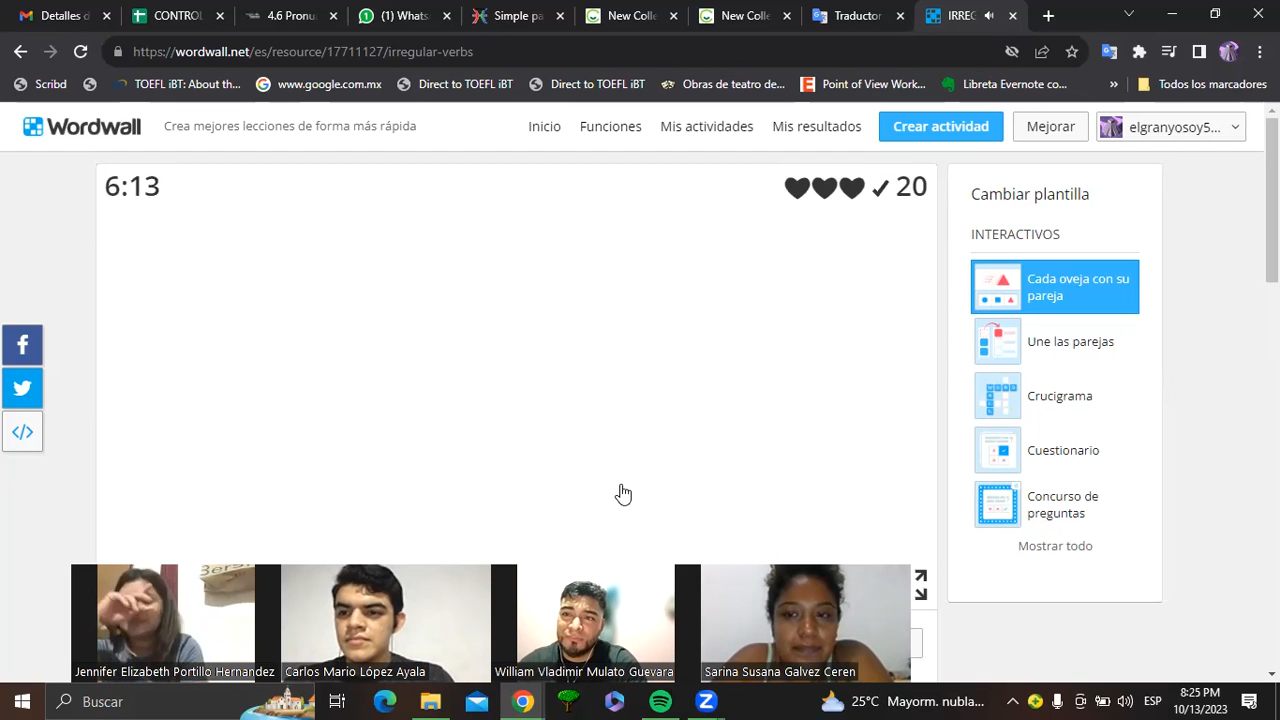 Detalles d
CONTROL
4.6 Pronu
(1) Whats
Simple pa
New Colle
New Colle
Traductor
IRREG
https://wordwall.net/es/resource/17711127/irregular-verbs
Scribd
TOEFL iBT: About th...
www.google.com.mx
Direct to TOEFL iBT
Direct to TOEFL iBT
Obras de teatro de...
Point of View Work...
Libreta Evernote co...
»
Todos los marcadores
Wordwall
Crea mejores lecciones de forma más rápida
Inicio
Funciones
Mis actividades
Mis resultados
Crear actividad
Mejorar
elgranyosoy5...
6:13
20
Cambiar plantilla
INTERACTIVOS
Cada oveja con su
pareja
Une las parejas
Crucigrama
Cuestionario
Concurso de
preguntas
Mostrar todo
Jennifer Elizabeth Portillo Hernandez
Carlos Mario López Ayala
William Vladimir Mulato Guevara
Sarina Susana Galvez Ceren
Buscar
25°C Mayorm. nubla...
ESP
8:25 PM
10/13/2023